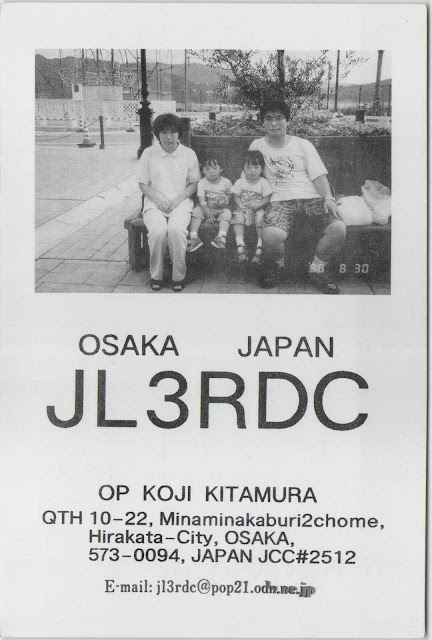 '96 8 30
OSAKA JAPAN
JL3RDC
OP KOJI KITAMURA
QTH 10-22, Minaminakaburi2chome,
Hirakata-City, OSAKA,
573-0094, JAPAN JCC#2512
E-mail: jl3rdc@pop21.odn.ne.jp